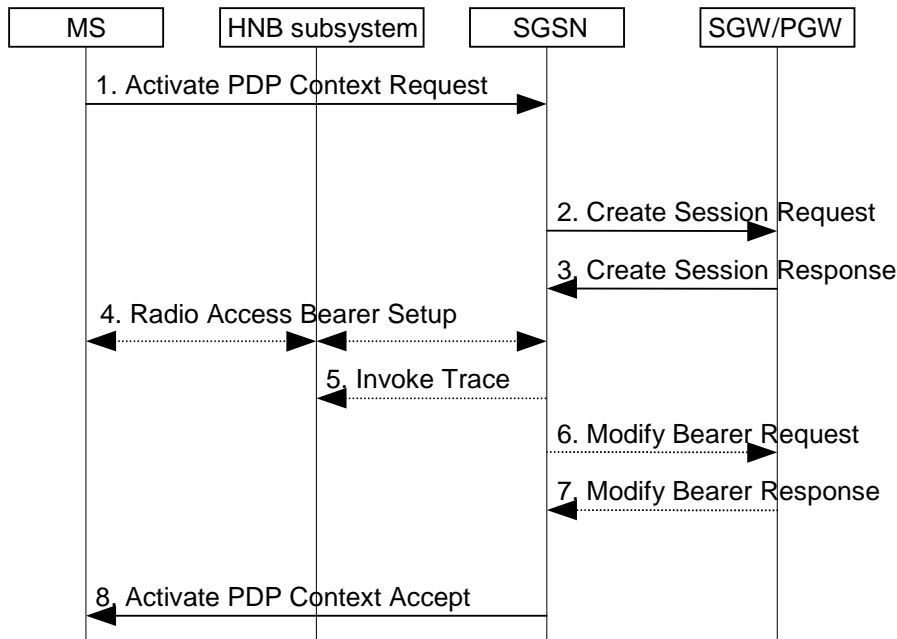 MS
HNB subsystem
SGSN
SGW/PGW
1. Activate PDP Context Request
2. Create Session Request
3. Create Session Response
4. Radio Access Bearer Setup
5. Invoke Trace
6. Modify Bearer Request
7. Modify Bearer Response
8. Activate PDP Context Accept